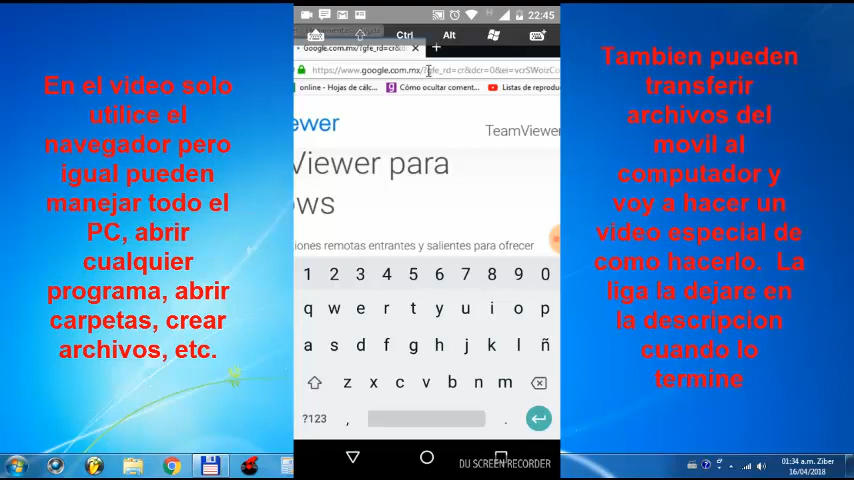 En el video solo
utilice el
navegador pero
igual pueden
manejar todo el
PC, abrir
cualquier
programa, abrir
carpetas, crear
archivos, etc.
22:45
Ctrl
Alt
Google.com.mx/?gfe_rd=cr&d
https://www.google.com.mx/?gfe_rd=cr&dcr=0&ei=
online - Hojas de cálc...
Cómo ocultar coment...
Listas de reprodu
ewer
TeamViewer
Viewer para
ows
iones remotas entrantes y salientes para ofrecer
1 2 3 4 5 6 7 8 9 0
q w e r t y u i o p
a s d f g h j k l ñ
z x c v b n m
?123 , .
DU SCREEN RECORDER
Tambien pueden
transferir
archivos del
movil al
computador y
voy a hacer un
video especial de
como hacerlo. La
liga la dejare en
la descripcion
cuando lo
termine
01:34 a.m. Ziber
16/04/2018